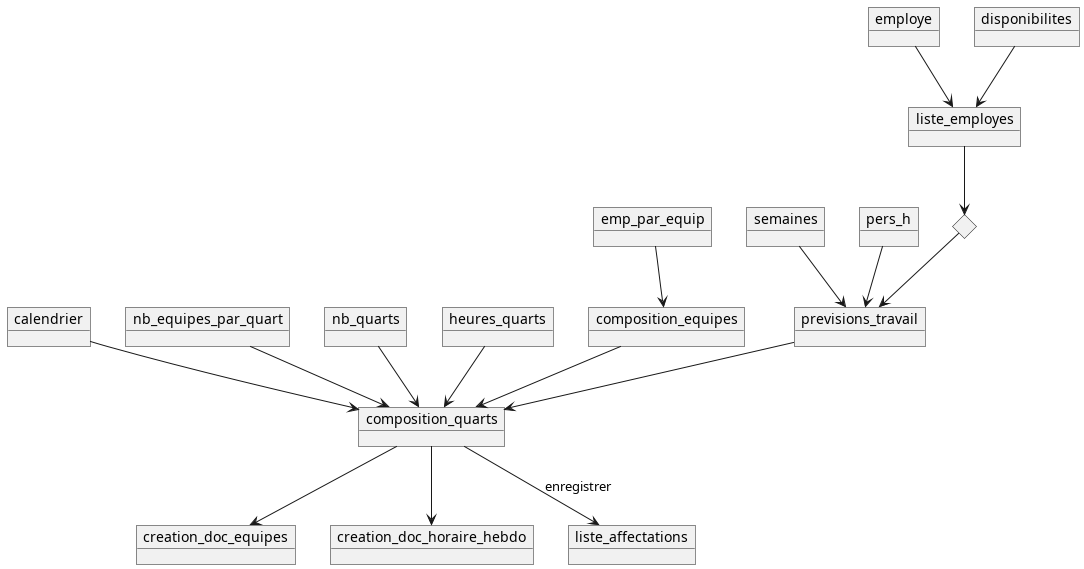 employe
disponibilites
liste_employes
emp_par_equip
semaines
pers_h
calendrier
nb_equipes_par_quart
nb_quarts
heures_quarts
composition_equipes
previsions_travail
composition_quarts
enregistrer
creation_doc_equipes
creation_doc_horaire_hebdo
liste_affectations